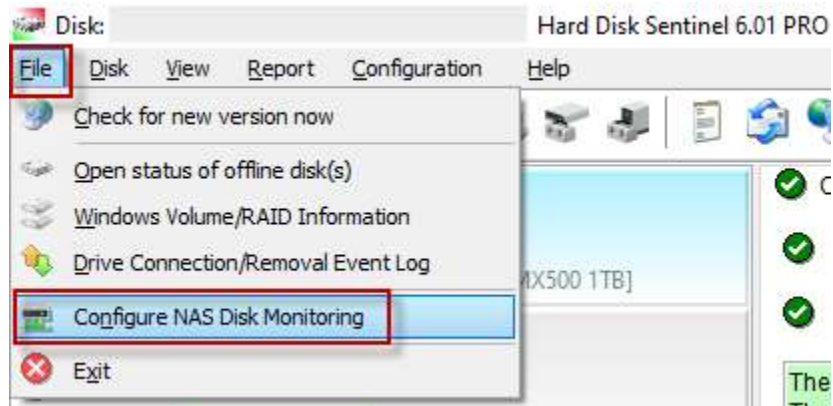 Disk: Hard Disk Sentinel 6.01 PRO
File Disk View Report Configuration Help
Check for new version now
Open status of offline disk(s)
Windows Volume/RAID Information
Drive Connection/Removal Event Log
MX500 1TB]
Configure NAS Disk Monitoring
Exit
The